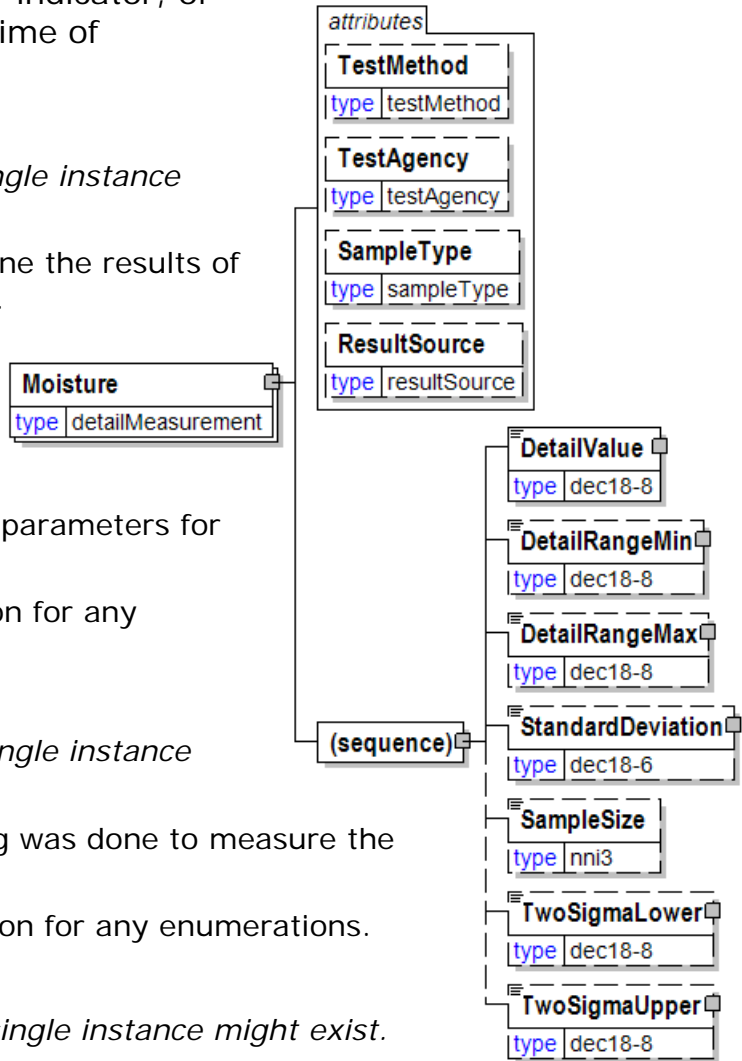 indicator, or
ime of
ngle instance
ne the results of
.
parameters for
on for any
ngle instance
g was done to measure the
on for any enumerations.
single instance might exist.
Moisture
type detailMeasurement
attributes
TestMethod
type testMethod
TestAgency
type testAgency
SampleType
type sampleType
ResultSource
type resultSource
(sequence)
DetailValue
type dec18-8
DetailRangeMin
type dec18-8
DetailRangeMax
type dec18-8
StandardDeviation
type dec18-6
SampleSize
type nni3
TwoSigmaLower
type dec18-8
TwoSigmaUpper
type dec18-8